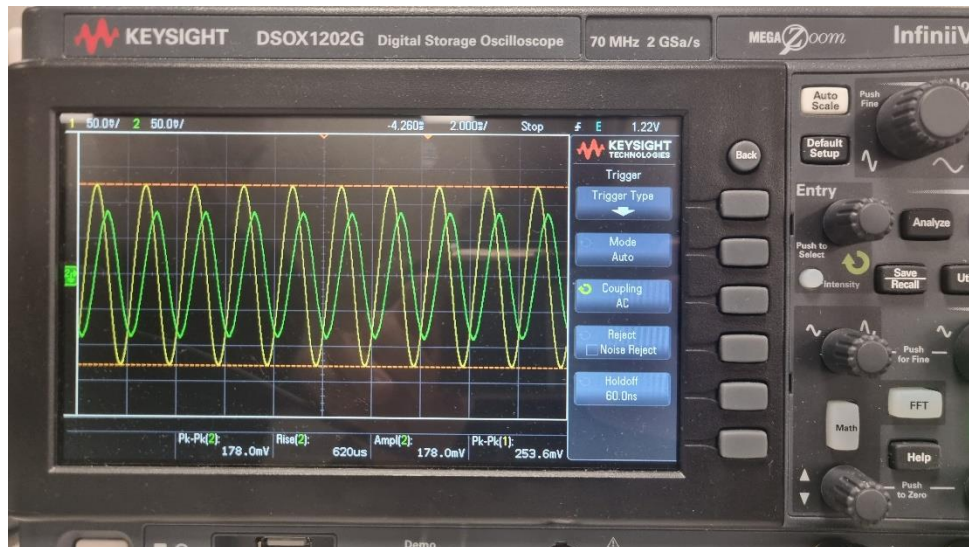 KEYSIGHT DSOX1202G Digital Storage Oscilloscope 70 MHz 2 GSa/s MEGA Zoom InfiniiV
1 50.0♉/ 2 50.0♉/ -4.260s 2.000s/ Stop E 1.22V
KEYSIGHT
TECHNOLOGIES
Trigger
Trigger Type
Mode
Auto
Coupling
AC
Reject
Noise Reject
Holdoff
60.0ns
Pk-Pk(2): Rise(2): Ampl(2): Pk-Pk(1):
178.0mV 620us 178.0mV 253.6mV
Back
Auto
Scale
Push
Fine
Default
Setup
Entry
Analyze
Push to
Select
Intensity
Save
Recall
Push
for Fine
FFT
Math
Help
Push
to Zero
Demo